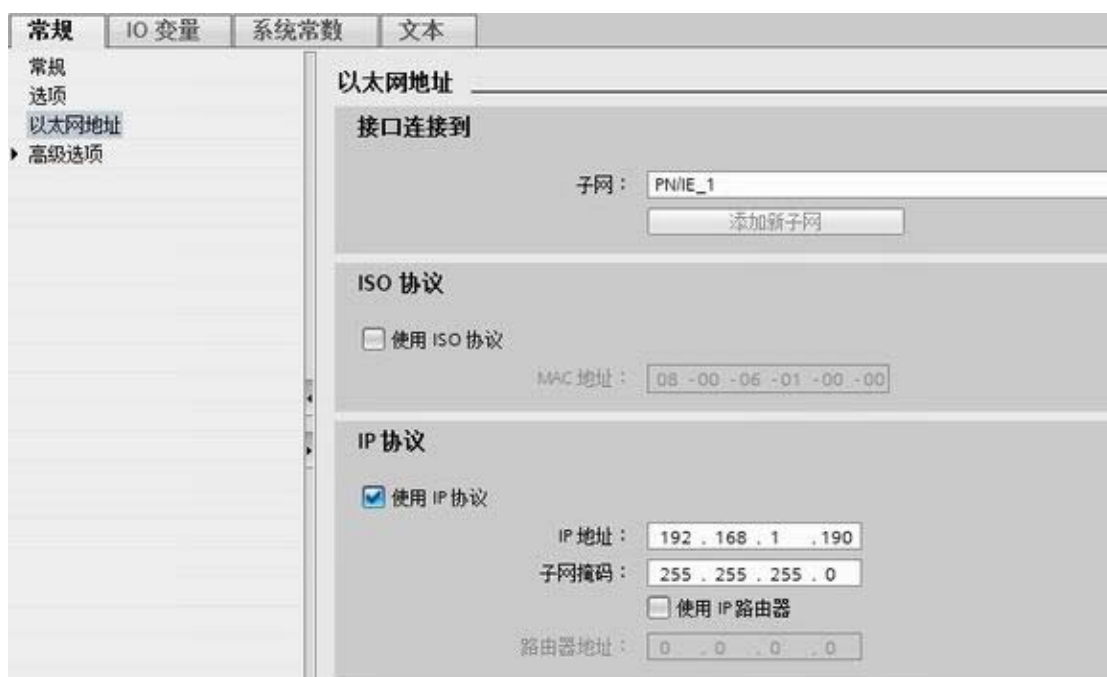 常规 IO 变量 系统常数 文本
常规
选项
以太网地址
高级选项
以太网地址
接口连接到
子网： PN/IE_1
添加新子网
ISO 协议
使用 ISO 协议
MAC 地址： 08 -00 -06 -01 -00 -00
IP 协议
使用 IP 协议
IP 地址： 192 . 168 . 1 . 190
子网掩码： 255 . 255 . 255 . 0
使用 IP 路由器
路由器地址： 0 . 0 . 0 . 0